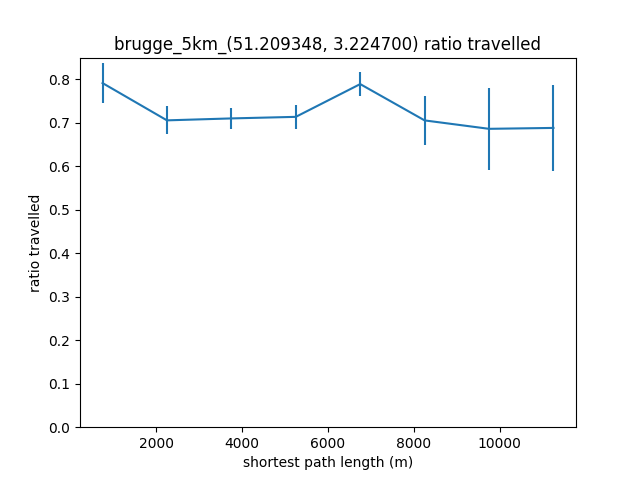 brugge_5km_(51.209348, 3.224700) ratio travelled
0.8
0.7
0.6
0.5
0.4
0.3
0.2
0.1
0.0
ratio travelled
2000 4000 6000 8000 10000
shortest path length (m)